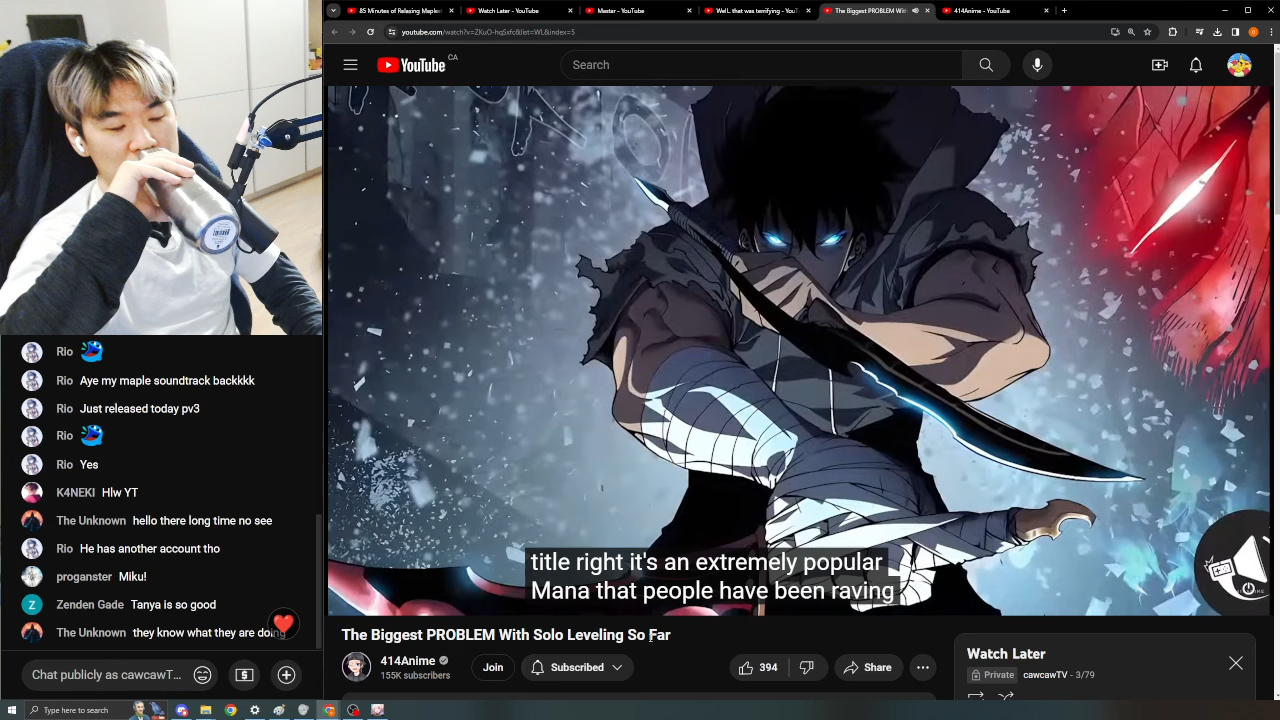 85 Minutes of Relaxing Maples
Watch Later - YouTube
Master - YouTube
Well.. that was terrifying - YouT
The Biggest PROBLEM With
414Anime - YouTube
youtube.com/watch?v=ZKuO-hqSxfc&list=WL&index=5
YouTube CA
Search
title right it's an extremely popular
Mana that people have been raving
The Biggest PROBLEM With Solo Leveling So Far
414Anime
155K subscribers
Join
Subscribed
394
Share
Watch Later
Private cawcawTV - 3/79
Rio
Rio Aye my maple soundtrack backkkk
Rio Just released today pv3
Rio
Rio Yes
K4NEKI Hlw YT
The Unknown hello there long time no see
Rio He has another account tho
proganster Miku!
Z Zenden Gade Tanya is so good
The Unknown they know what they are doing
Chat publicly as cawcawT...
Type here to search